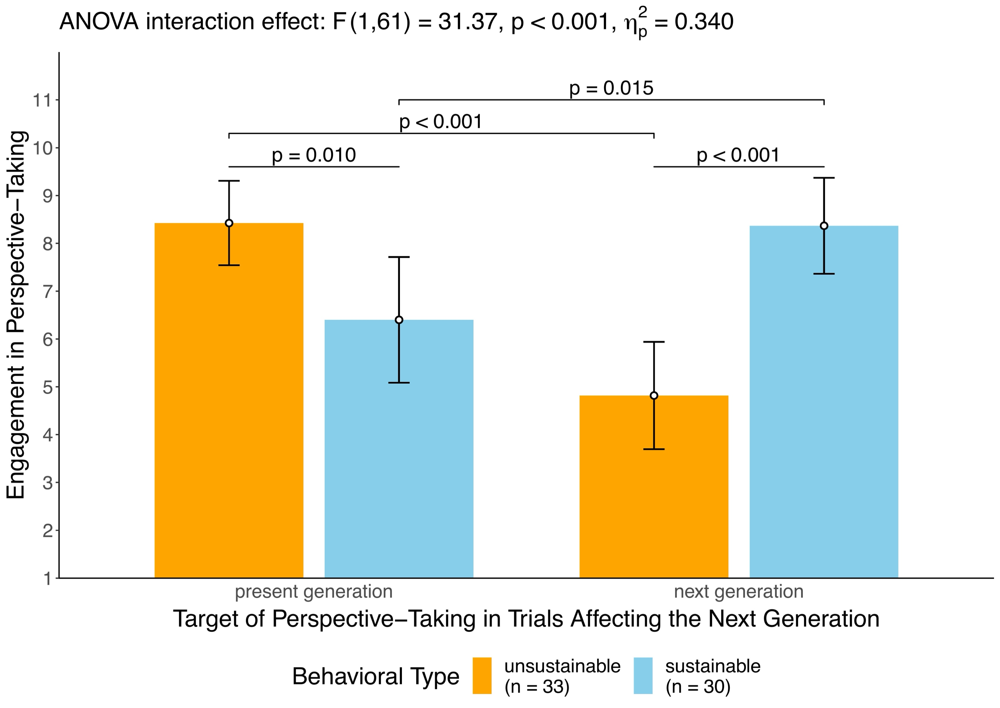 ANOVA interaction effect: F(1,61) = 31.37, p < 0.001, η²ₚ = 0.340
p = 0.015
p < 0.001
p = 0.010
p < 0.001
Engagement in Perspective−Taking
11
10
9
8
7
6
5
4
3
2
1
present generation
next generation
Target of Perspective−Taking in Trials Affecting the Next Generation
Behavioral Type
unsustainable
(n = 33)
sustainable
(n = 30)